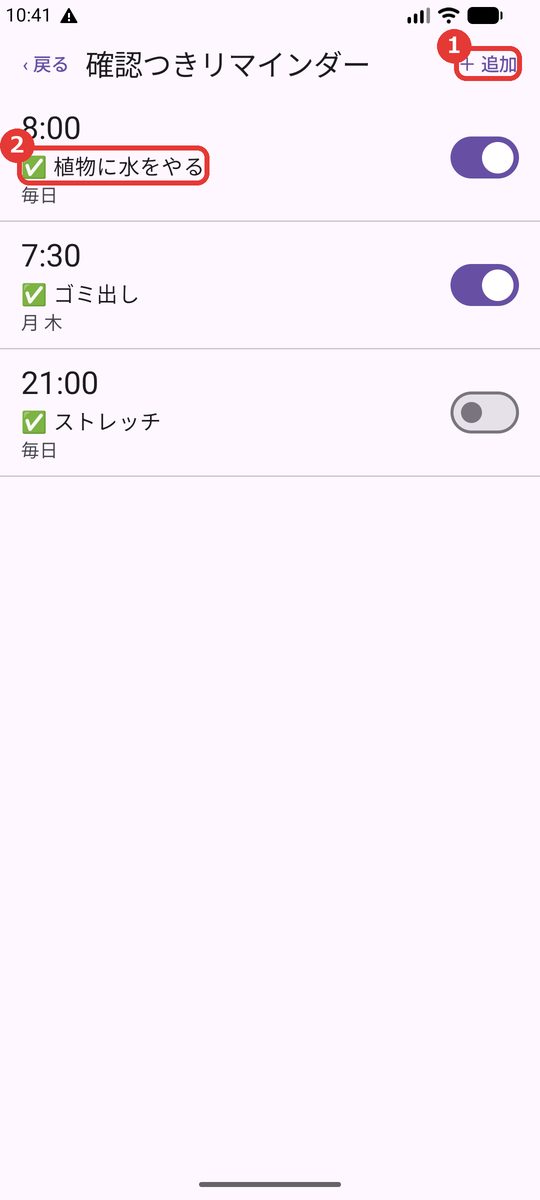 10:41
‹ 戻る 確認つきリマインダー + 追加
1
8:00
2
✅ 植物に水をやる
毎日
7:30
✅ ゴミ出し
月 木
21:00
✅ ストレッチ
毎日